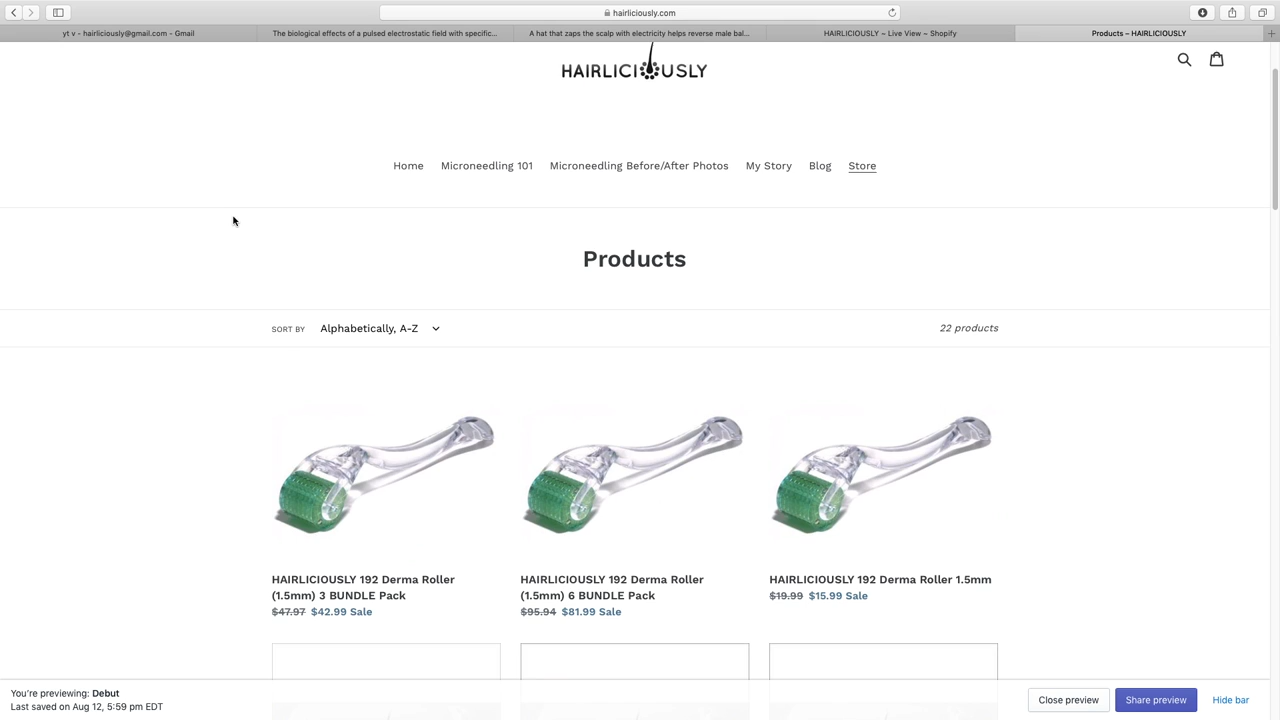 hairliciously.com
yt v - hairliciously@gmail.com - Gmail
The biological effects of a pulsed electrostatic field with specific...
A hat that zaps the scalp with electricity helps reverse male bal...
HAIRLICIOUSLY ~ Live View ~ Shopify
Products – HAIRLICIOUSLY
HAIRLICIOUSLY
Home
Microneedling 101
Microneedling Before/After Photos
My Story
Blog
Store
Products
SORT BY
Alphabetically, A-Z
22 products
HAIRLICIOUSLY 192 Derma Roller
(1.5mm) 3 BUNDLE Pack
$47.97 $42.99 Sale
HAIRLICIOUSLY 192 Derma Roller
(1.5mm) 6 BUNDLE Pack
$95.94 $81.99 Sale
HAIRLICIOUSLY 192 Derma Roller 1.5mm
$19.99 $15.99 Sale
You're previewing: Debut
Last saved on Aug 12, 5:59 pm EDT
Close preview
Share preview
Hide bar